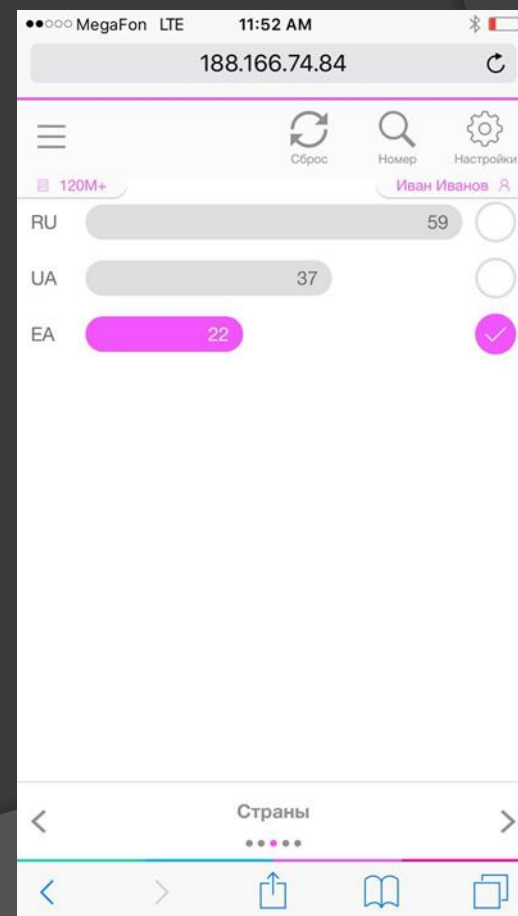 MegaFon LTE 11:52 AM
188.166.74.84
Сброс Номер Настройки
120M+ Иван Иванов
RU 59
UA 37
EA 22
Страны